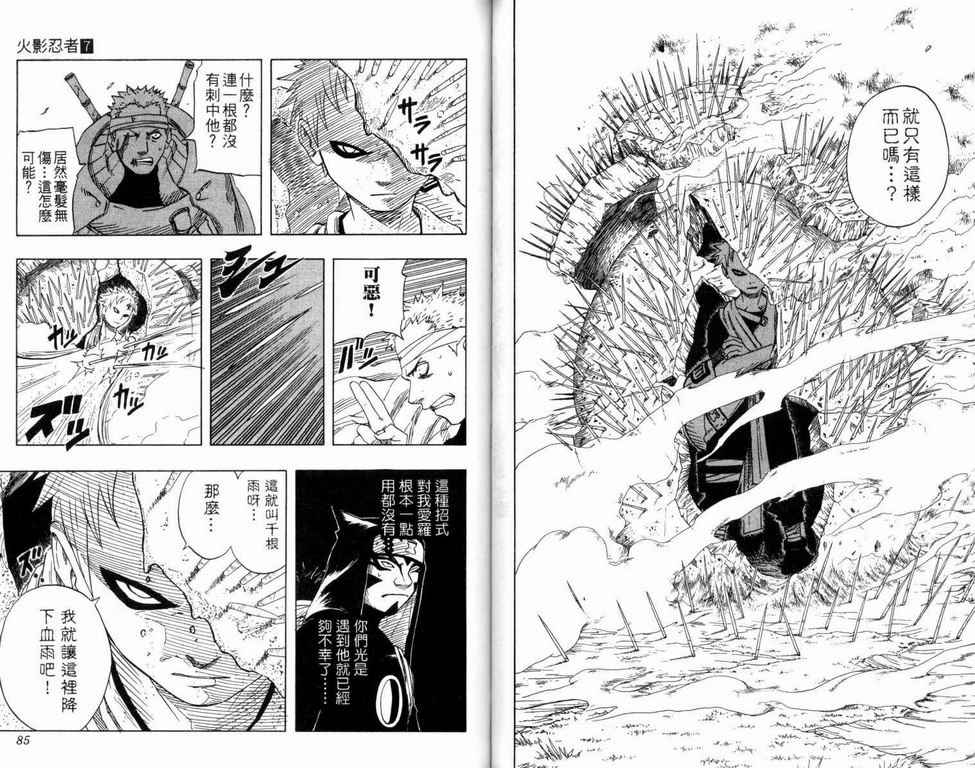 就只有這樣
而已嗎…?
火影忍者7
サラ
サラ
什麼?
連一根都沒
有刺中他?
居然毫髮無
傷…這怎麼
可能?
可惡!
バッ
シュ
カッ
カッ
ズズ
這種招式
對我愛羅
根本一點
用都沒有…
你們光是
遇到他就已經
夠不幸了……
這就叫千根
雨呀…
那麼…
ズズ
我就讓這裡降
下血雨吧!
85